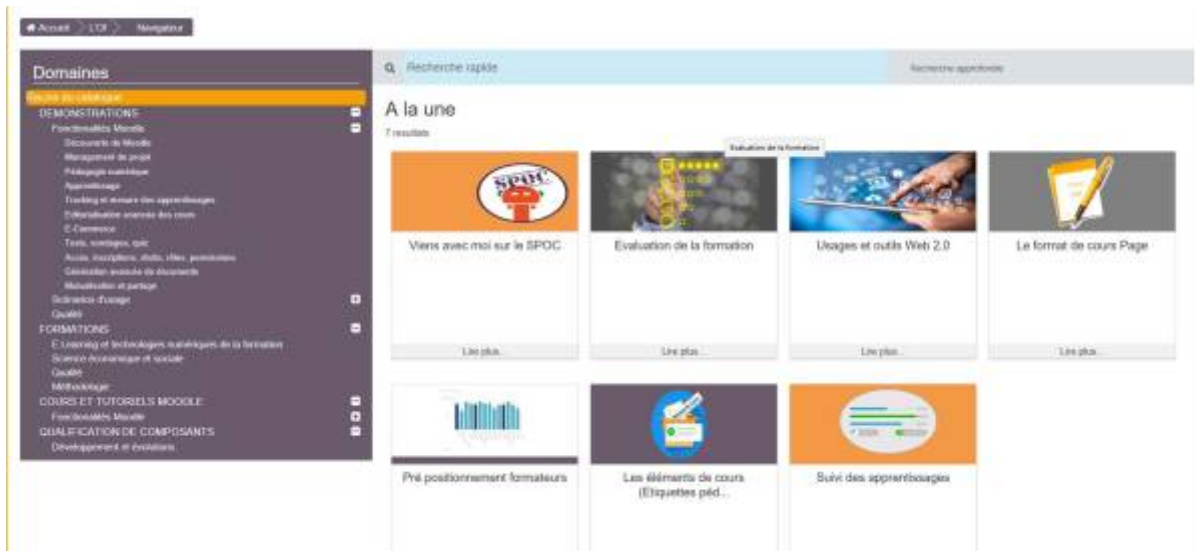 Accueil
Navigateur
Domaines
Racine du catalogue
DEMONSTRATIONS
Fonctionnalités Moodle
Découverte de Moodle
Management de projet
Pédagogie numérique
Apprentissage
Tracking et mesure des apprentissages
Editorialisation avancée des cours
E-Commerce
Tests, sondages, quiz
Accès, inscriptions, droits, rôles, permissions
Génération avancée de documents
Mutualisation et partage
Scénarios d'usage
Qualité
FORMATIONS
E-Learning et technologies numériques de la formation
Science économique et sociale
Qualité
Méthodologie
COURS ET TUTORIELS MOODLE
Fonctionnalités Moodle
QUALIFICATION DE COMPOSANTS
Développement et évolutions
Recherche rapide
Recherche approfondie
A la une
7 resultats
Evaluation de la formation
SPOC
Viens avec moi sur le SPOC
Evaluation de la formation
Usages et outils Web 2.0
Le format de cours Page
Lire plus...
Lire plus...
Lire plus...
Lire plus...
Pré positionnement formateurs
Les éléments de cours
(Etiquettes péd...
Suivi des apprentissages